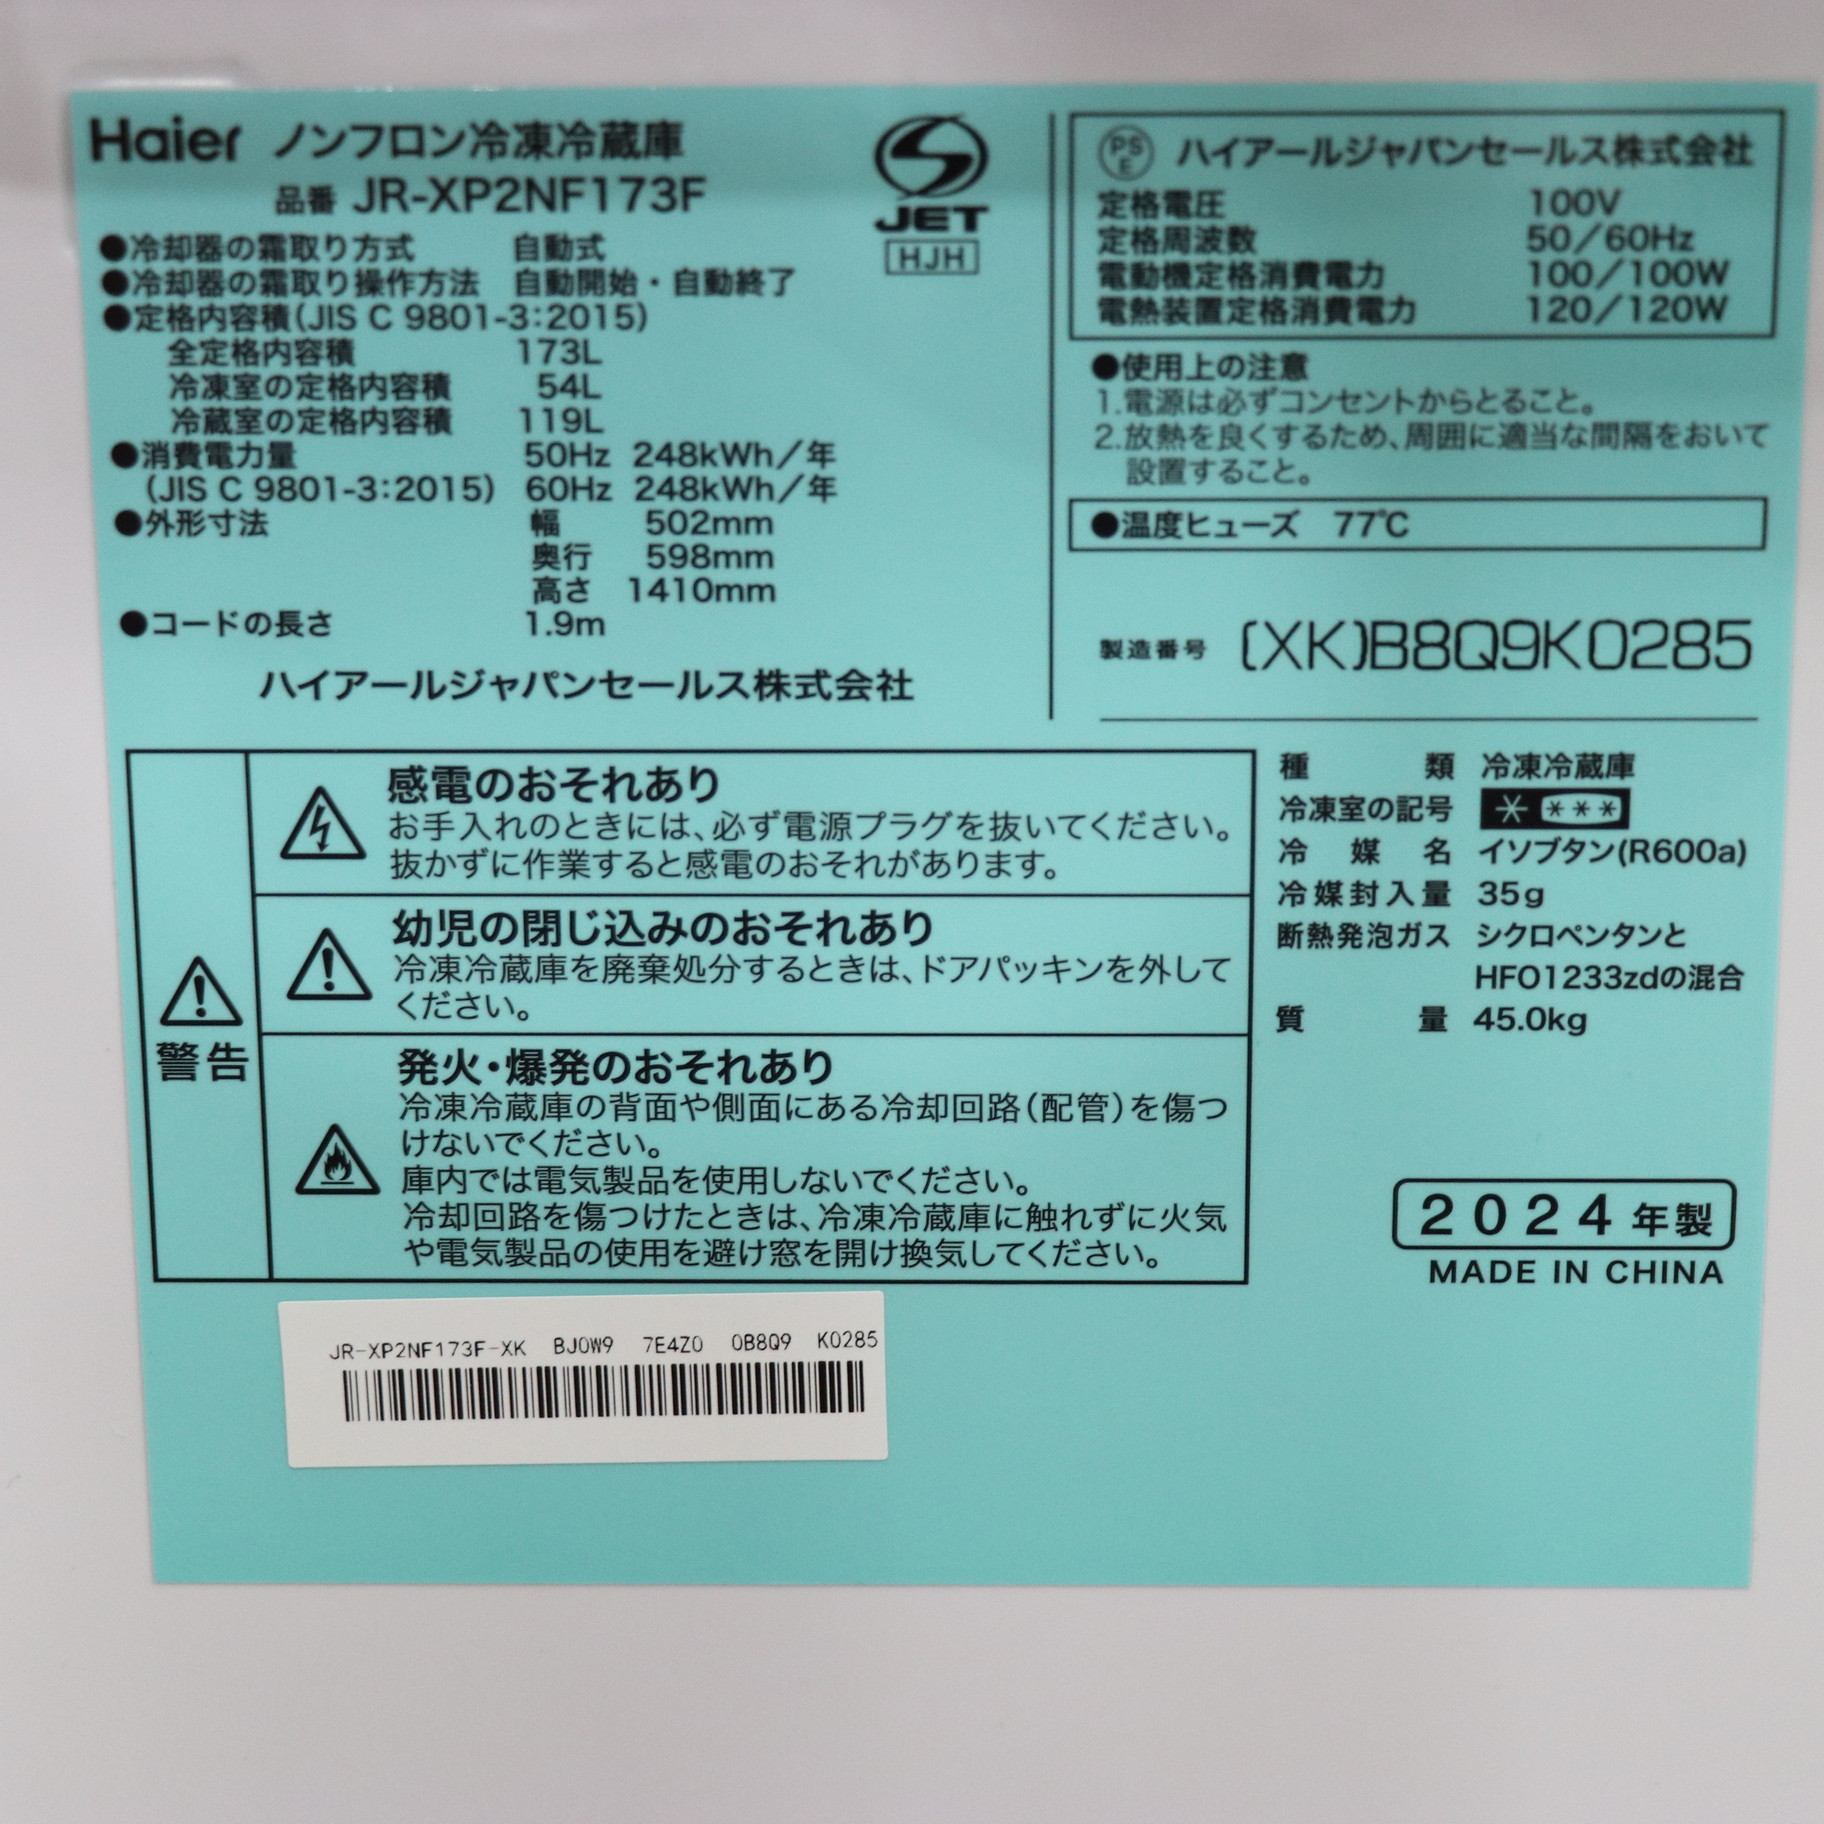 Haier ノンフロン冷凍冷蔵庫
品番 JR-XP2NF173F
JET
HJH
●冷却器の霜取り方式 自動式
●冷却器の霜取り操作方法 自動開始・自動終了
●定格内容積(JIS C 9801-3:2015)
全定格内容積 173L
冷凍室の定格内容積 54L
冷蔵室の定格内容積 119L
●消費電力量 50Hz 248kWh/年
(JIS C 9801-3:2015) 60Hz 248kWh/年
●外形寸法 幅 502mm
奥行 598mm
高さ 1410mm
●コードの長さ 1.9m
ハイアールジャパンセールス株式会社
PS
E
ハイアールジャパンセールス株式会社
定格電圧 100V
定格周波数 50/60Hz
電動機定格消費電力 100/100W
電熱装置定格消費電力 120/120W
●使用上の注意
1.電源は必ずコンセントからとること。
2.放熱を良くするため、周囲に適当な間隔をおいて
設置すること。
●温度ヒューズ 77℃
製造番号 (XK)B8Q9K0285
警告
感電のおそれあり
お手入れのときには、必ず電源プラグを抜いてください。
抜かずに作業すると感電のおそれがあります。
幼児の閉じ込みのおそれあり
冷凍冷蔵庫を廃棄処分するときは、ドアパッキンを外して
ください。
発火・爆発のおそれあり
冷凍冷蔵庫の背面や側面にある冷却回路(配管)を傷つ
けないでください。
庫内では電気製品を使用しないでください。
冷却回路を傷つけたときは、冷凍冷蔵庫に触れずに火気
や電気製品の使用を避け窓を開け換気してください。
種類 冷凍冷蔵庫
冷凍室の記号 * ***
冷媒名 イソブタン(R600a)
冷媒封入量 35g
断熱発泡ガス シクロペンタンと
HFO1233zdの混合
質量 45.0kg
2024年製
MADE IN CHINA
JR-XP2NF173F-XK BJ0W9 7E4Z0 0B8Q9 K0285